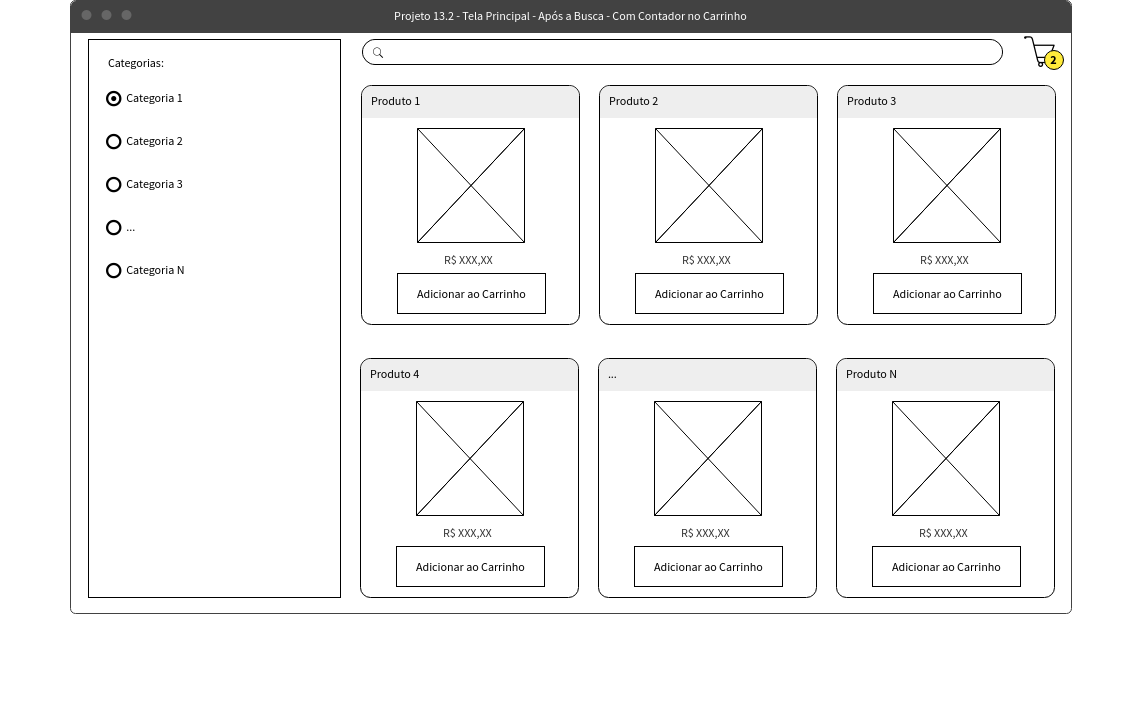 Projeto 13.2 - Tela Principal - Após a Busca - Com Contador no Carrinho
2
Categorias:
Categoria 1
Categoria 2
Categoria 3
...
Categoria N
Produto 1
R$ XXX,XX
Adicionar ao Carrinho
Produto 2
R$ XXX,XX
Adicionar ao Carrinho
Produto 3
R$ XXX,XX
Adicionar ao Carrinho
Produto 4
R$ XXX,XX
Adicionar ao Carrinho
...
R$ XXX,XX
Adicionar ao Carrinho
Produto N
R$ XXX,XX
Adicionar ao Carrinho